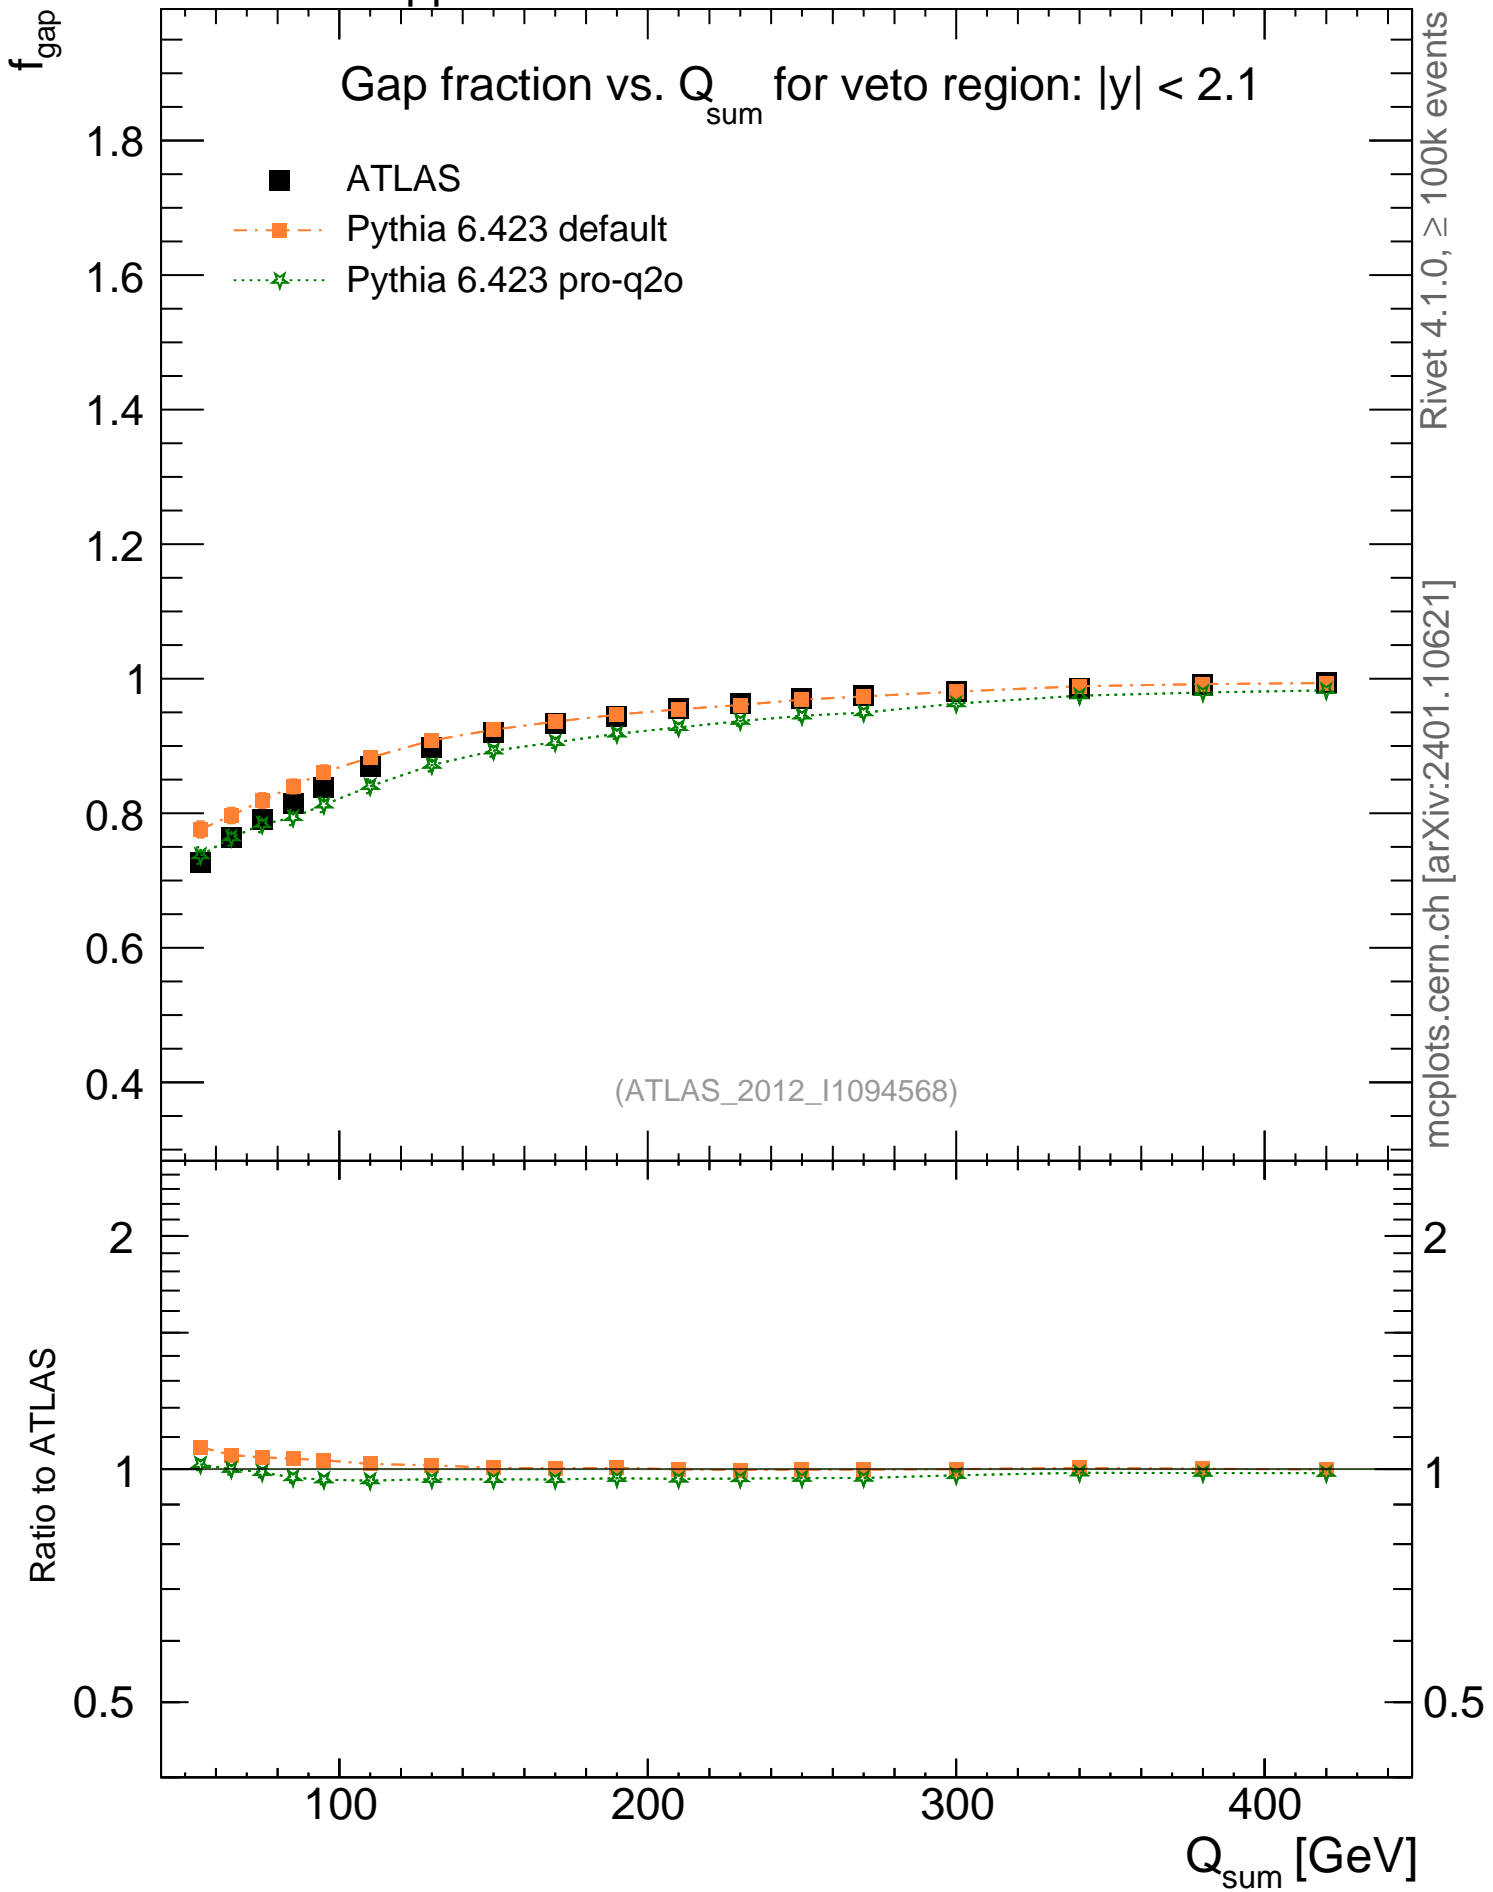 f_gap
Gap fraction vs. Q_sum for veto region: |y| < 2.1
ATLAS
Pythia 6.423 default
Pythia 6.423 pro-q2o
1.8
1.6
1.4
1.2
1
0.8
0.6
0.4
(ATLAS_2012_I1094568)
Rivet 4.1.0, ≥ 100k events
mcplots.cern.ch [arXiv:2401.10621]
Ratio to ATLAS
2
1
0.5
2
1
0.5
100
200
300
400
Q_sum [GeV]